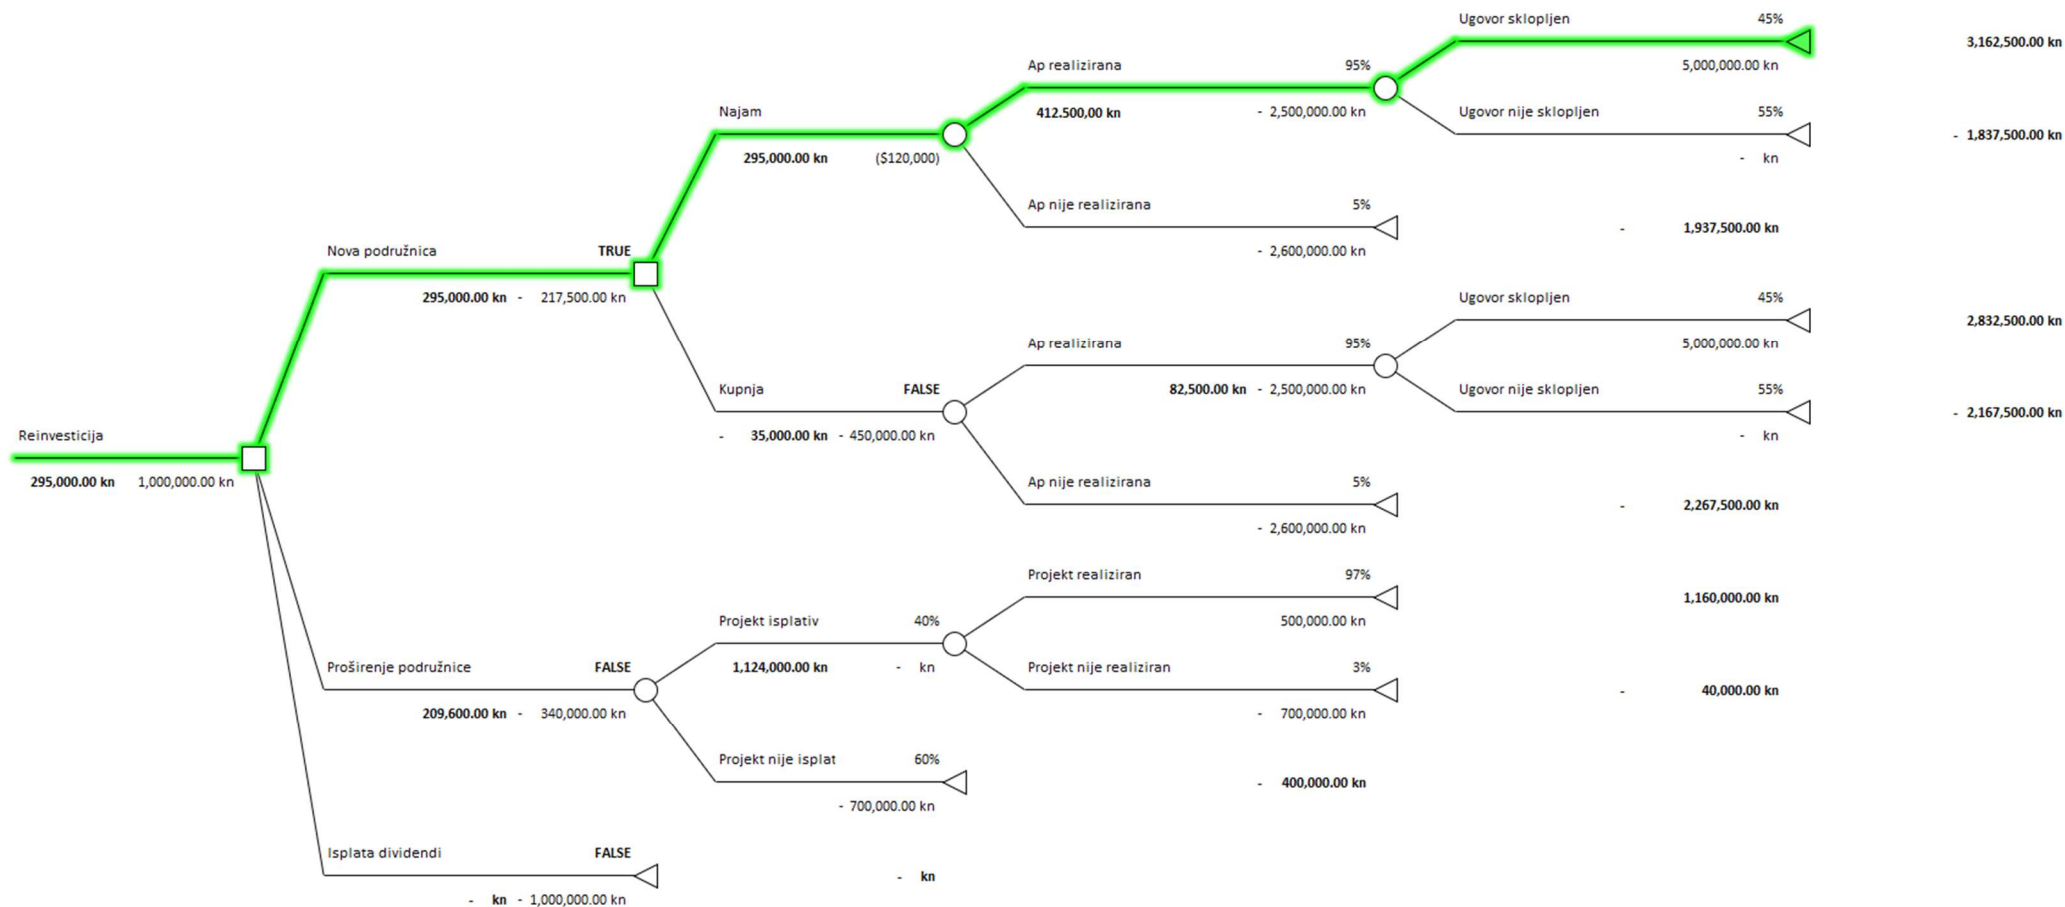 Ugovor sklopljen 45%
3,162,500.00 kn
Ap realizirana 95% 5,000,000.00 kn
Najam 412.500,00 kn - 2,500,000.00 kn Ugovor nije sklopljen 55%
- 1,837,500.00 kn
295,000.00 kn ($120,000) - kn
Ap nije realizirana 5%
- 1,937,500.00 kn
Nova podružnica TRUE - 2,600,000.00 kn
295,000.00 kn - 217,500.00 kn Ugovor sklopljen 45%
2,832,500.00 kn
Ap realizirana 95% 5,000,000.00 kn
Kupnja FALSE 82,500.00 kn - 2,500,000.00 kn Ugovor nije sklopljen 55%
- 2,167,500.00 kn
Reinvesticija - 35,000.00 kn - 450,000.00 kn - kn
295,000.00 kn 1,000,000.00 kn Ap nije realizirana 5%
- 2,267,500.00 kn
- 2,600,000.00 kn
Projekt realiziran 97%
1,160,000.00 kn
Projekt isplativ 40% 500,000.00 kn
Proširenje podružnice FALSE 1,124,000.00 kn - kn Projekt nije realiziran 3%
- 40,000.00 kn
209,600.00 kn - 340,000.00 kn - 700,000.00 kn
Projekt nije isplat 60%
- 400,000.00 kn
- 700,000.00 kn
Isplata dividendi FALSE
- kn
- kn - 1,000,000.00 kn